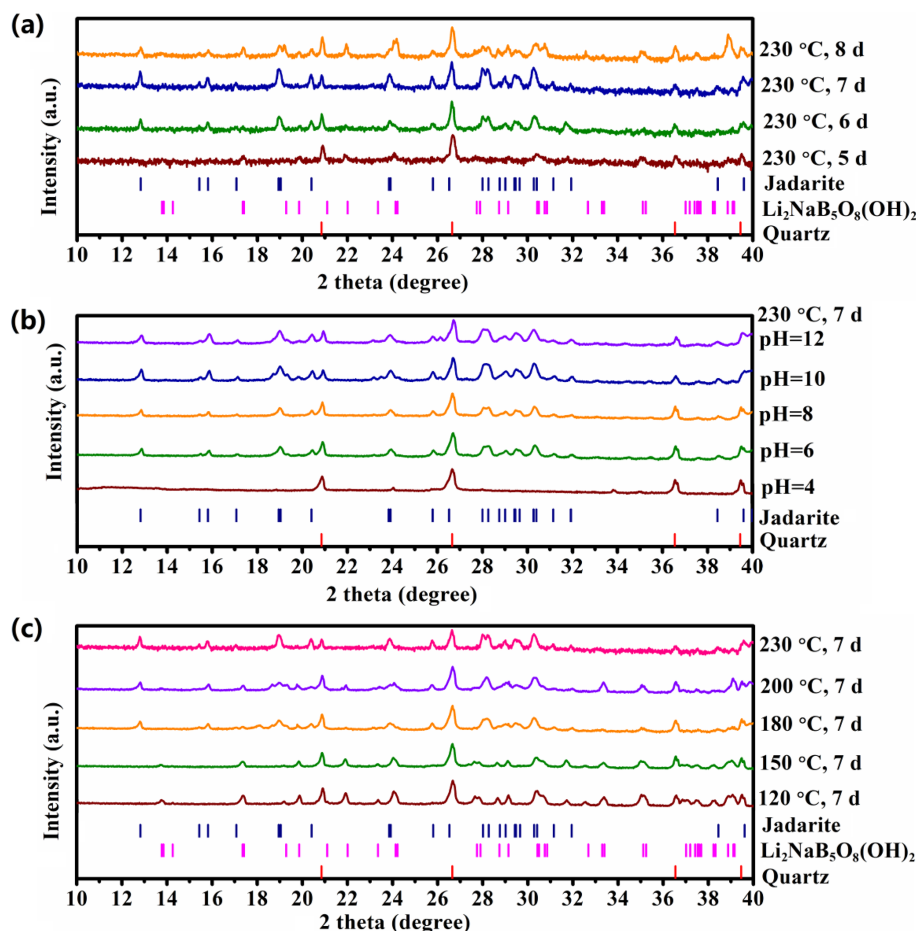 (a)
Intensity (a.u.)
230 °C, 8 d
230 °C, 7 d
230 °C, 6 d
230 °C, 5 d
Jadarite
Li₂NaB₅O₈(OH)₂
Quartz
10 12 14 16 18 20 22 24 26 28 30 32 34 36 38 40
2 theta (degree)
(b)
Intensity (a.u.)
230 °C, 7 d
pH=12
pH=10
pH=8
pH=6
pH=4
Jadarite
Quartz
10 12 14 16 18 20 22 24 26 28 30 32 34 36 38 40
2 theta (degree)
(c)
Intensity (a.u.)
230 °C, 7 d
200 °C, 7 d
180 °C, 7 d
150 °C, 7 d
120 °C, 7 d
Jadarite
Li₂NaB₅O₈(OH)₂
Quartz
10 12 14 16 18 20 22 24 26 28 30 32 34 36 38 40
2 theta (degree)